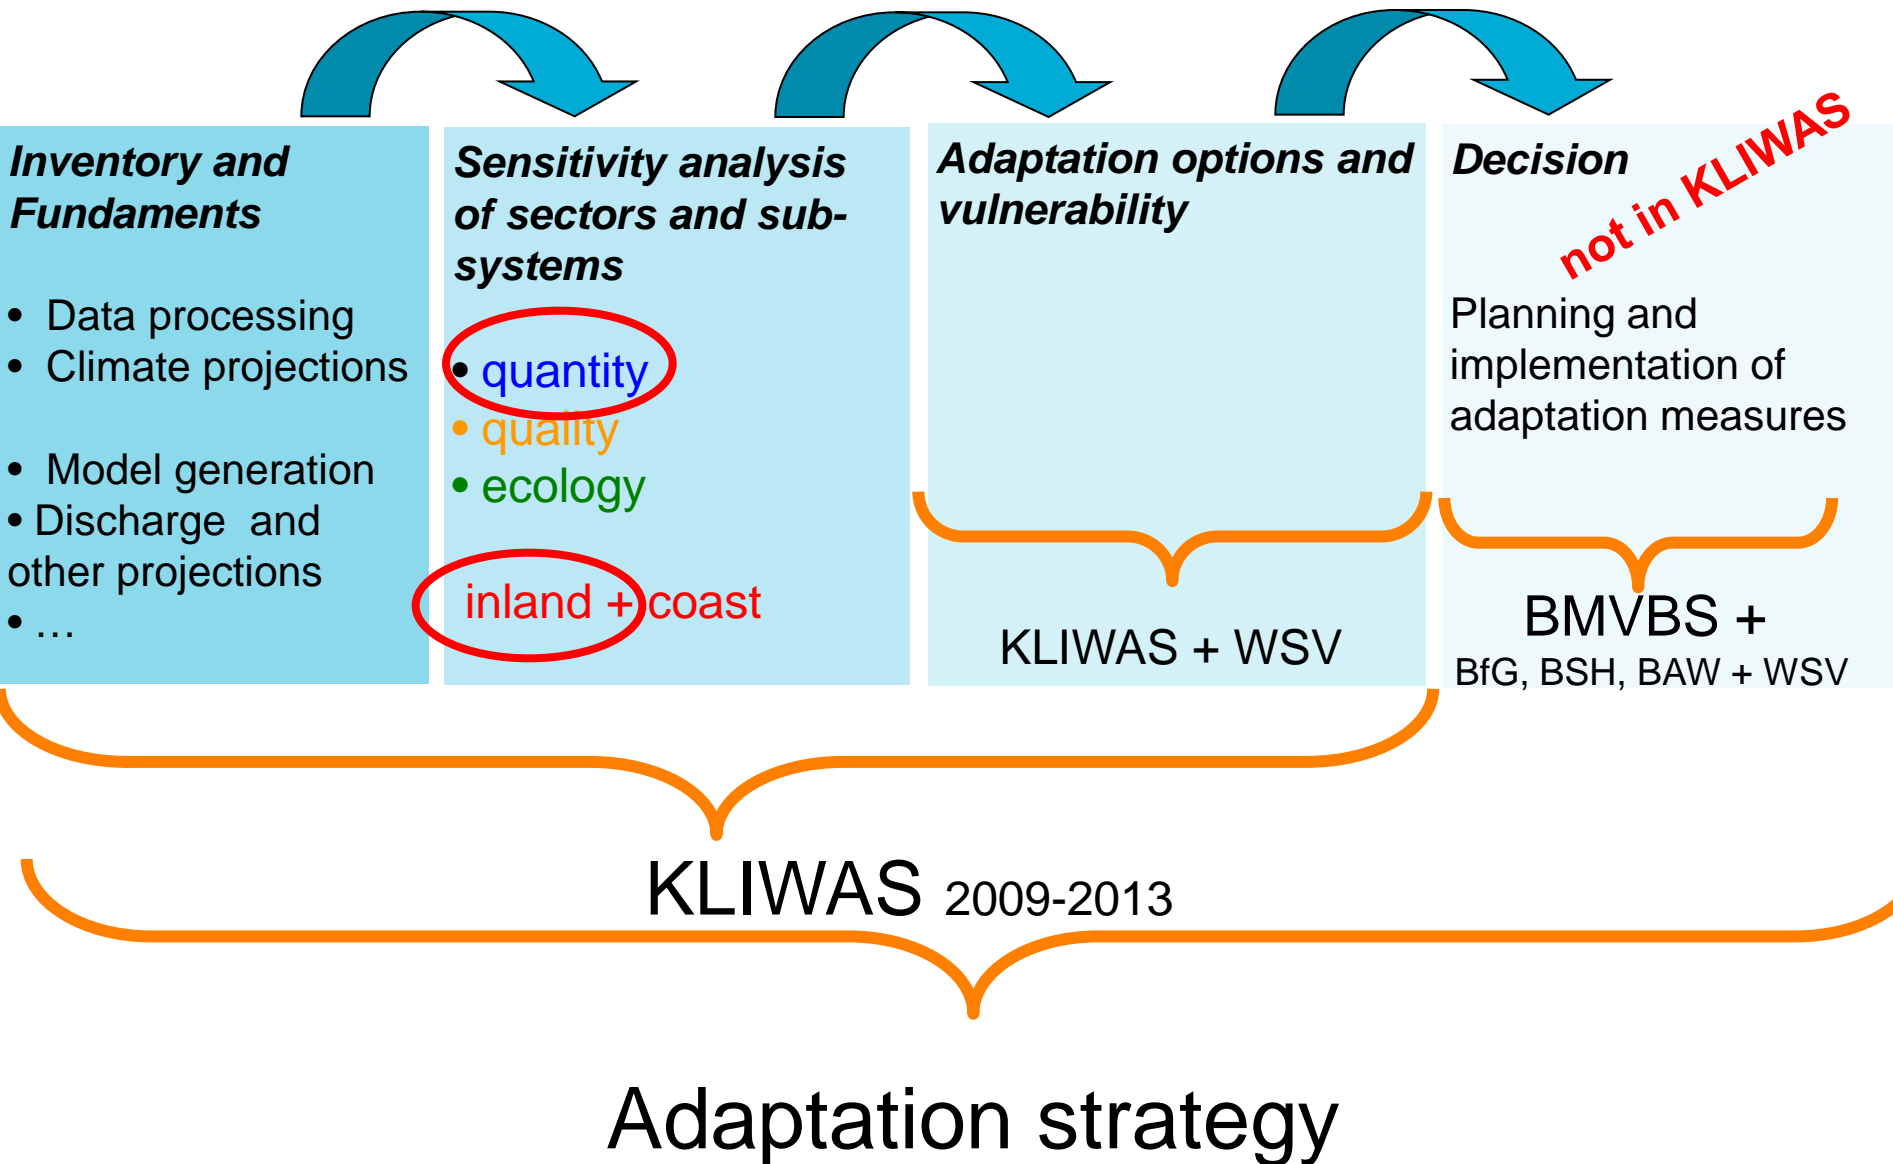 Inventory and
Fundaments
• Data processing
• Climate projections
• Model generation
• Discharge and
other projections
• …
Sensitivity analysis
of sectors and sub-
systems
• quantity
• quality
• ecology
inland + coast
Adaptation options and
vulnerability
KLIWAS + WSV
Decision
not in KLIWAS
Planning and
implementation of
adaptation measures
BMVBS +
BfG, BSH, BAW + WSV
KLIWAS 2009-2013
Adaptation strategy